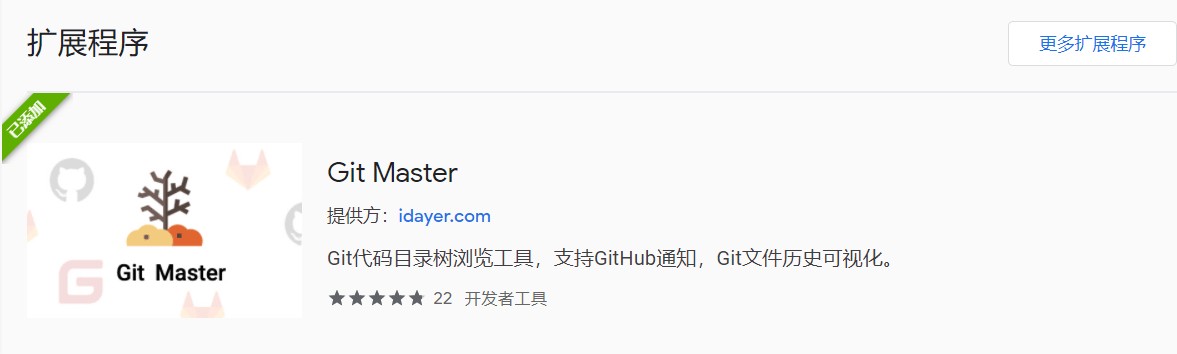 扩展程序
更多扩展程序
已添加
Git Master
Git Master
提供方：idayer.com
Git代码目录树浏览工具，支持GitHub通知，Git文件历史可视化。
22 开发者工具